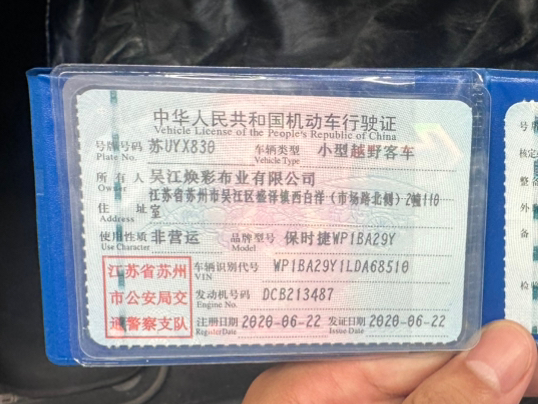 中华人民共和国机动车行驶证
Vehicle License of the People's Republic of China
号牌号码 苏UYX830 车辆类型 小型越野客车
Plate No. Vehicle Type
所有人 吴江焕彩布业有限公司
Owner
住址 江苏省苏州市吴江区盛泽镇西白洋(市场路北侧)2幢110室
Address
使用性质 非营运 品牌型号 保时捷WP1BA29Y
Use Character Model
江苏省苏州 车辆识别代号 WP1BA29Y1LDA68510
VIN
市公安局交 发动机号码 DCB213487
Engine No.
通警察支队 注册日期 2020-06-22 发证日期 2020-06-22
Register Date Issue Date
号
核定
整
外
备
检